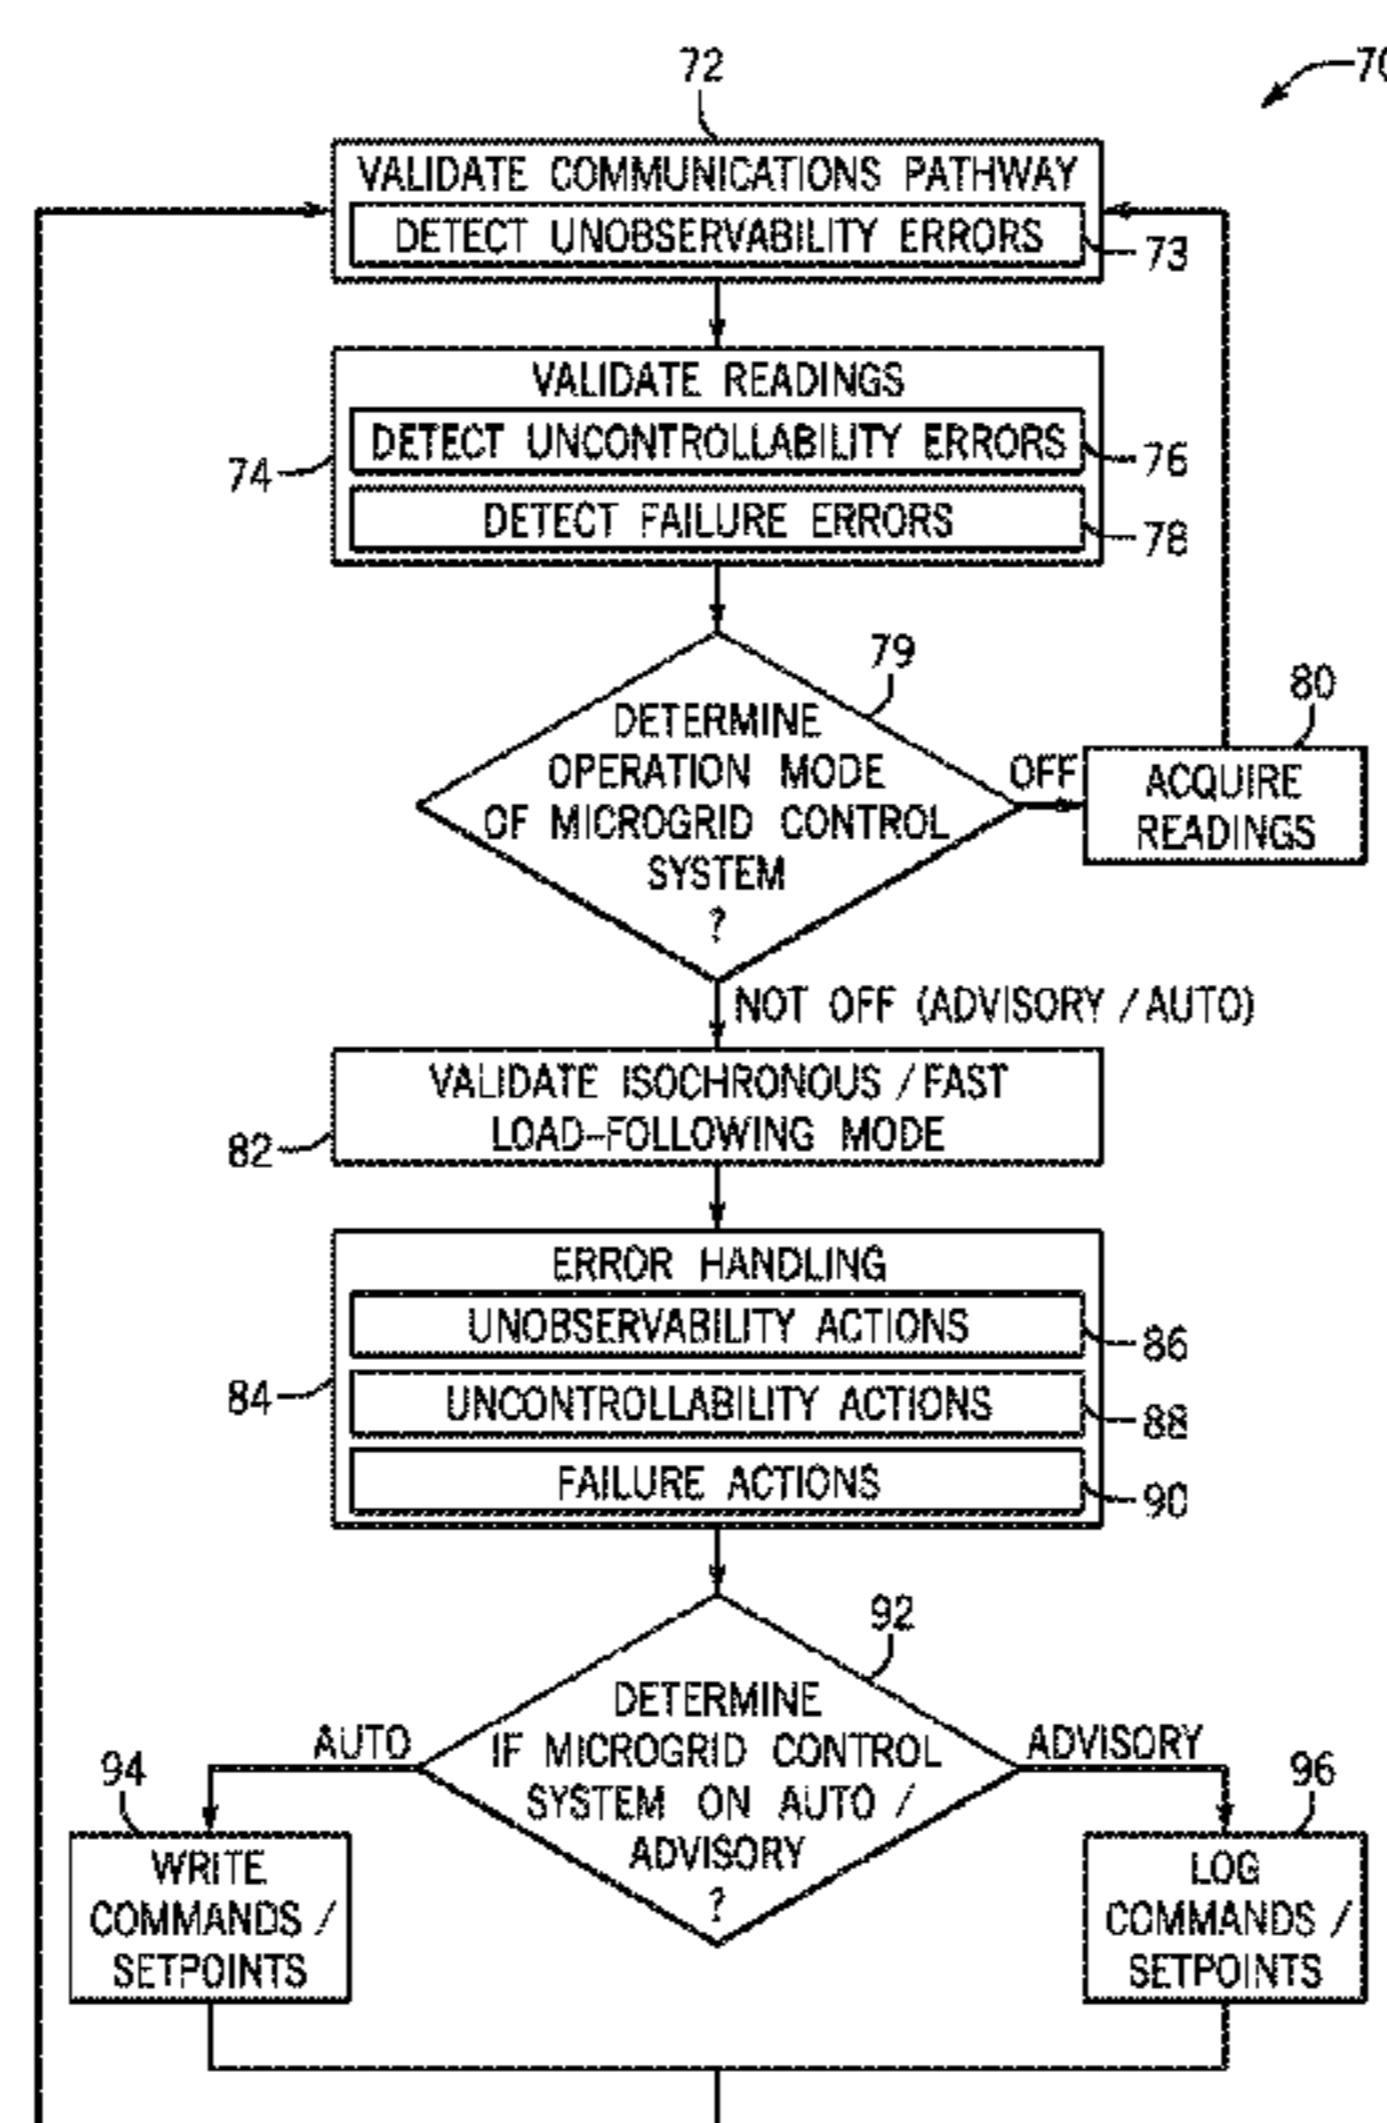 72
70
VALIDATE COMMUNICATIONS PATHWAY
DETECT UNOBSERVABILITY ERRORS
73
VALIDATE READINGS
DETECT UNCONTROLLABILITY ERRORS
76
74
DETECT FAILURE ERRORS
78
79
DETERMINE
OPERATION MODE
OF MICROGRID CONTROL
SYSTEM
?
OFF
80
ACQUIRE
READINGS
NOT OFF (ADVISORY / AUTO)
VALIDATE ISOCHRONOUS / FAST
LOAD-FOLLOWING MODE
82
ERROR HANDLING
UNOBSERVABILITY ACTIONS
86
84
UNCONTROLLABILITY ACTIONS
88
FAILURE ACTIONS
90
92
DETERMINE
IF MICROGRID CONTROL
SYSTEM ON AUTO /
ADVISORY
?
AUTO
ADVISORY
94
WRITE
COMMANDS /
SETPOINTS
96
LOG
COMMANDS /
SETPOINTS